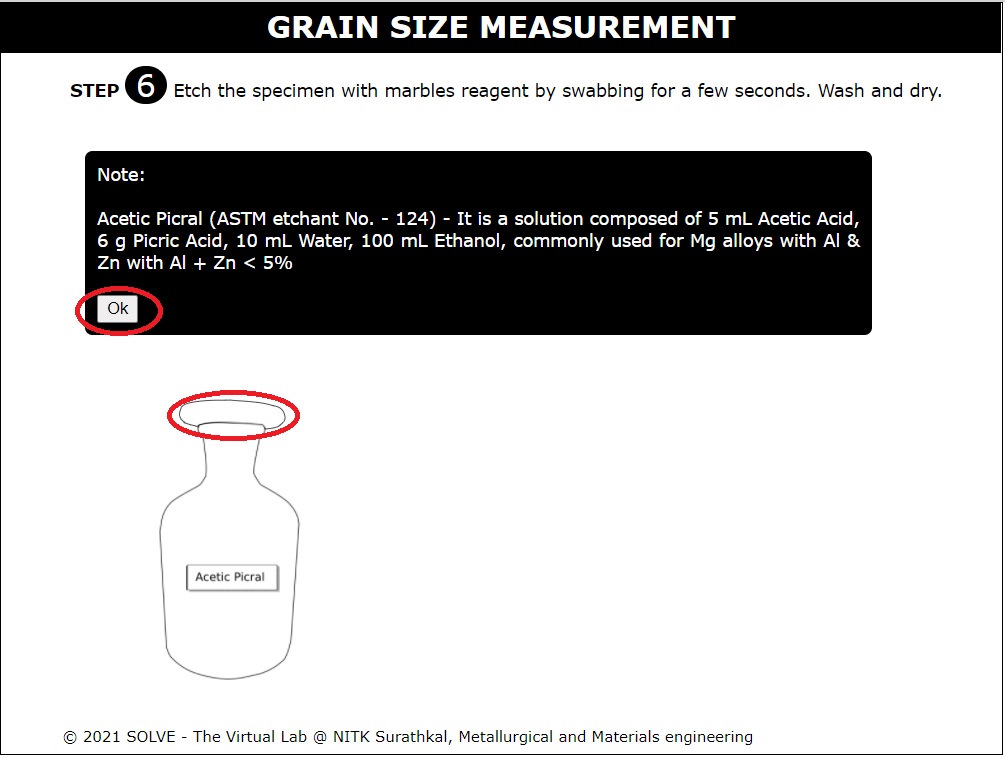 GRAIN SIZE MEASUREMENT
STEP 6 Etch the specimen with marbles reagent by swabbing for a few seconds. Wash and dry.
Note:
Acetic Picral (ASTM etchant No. - 124) - It is a solution composed of 5 mL Acetic Acid,
6 g Picric Acid, 10 mL Water, 100 mL Ethanol, commonly used for Mg alloys with Al &
Zn with Al + Zn < 5%
Ok
Acetic Picral
© 2021 SOLVE - The Virtual Lab @ NITK Surathkal, Metallurgical and Materials engineering